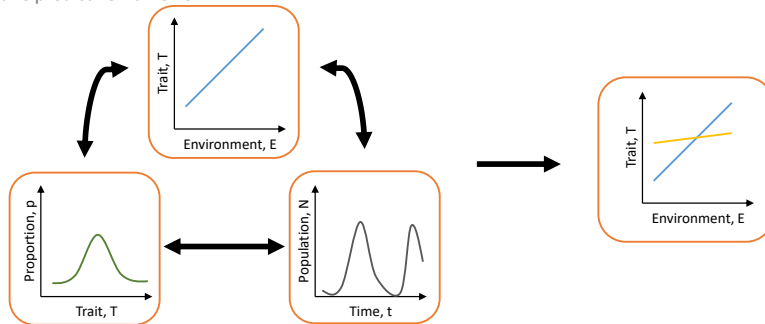 Trait, T
Environment, E
Proportion, p
Trait, T
Population, N
Time, t
Trait, T
Environment, E